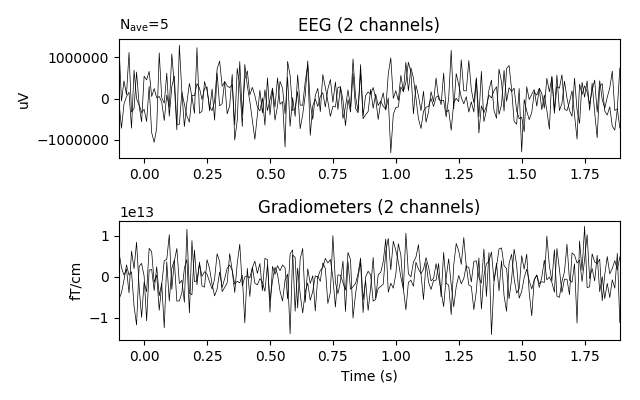 N_ave=5
EEG (2 channels)
1000000
0
−1000000
uV
0.00 0.25 0.50 0.75 1.00 1.25 1.50 1.75
1e13
Gradiometers (2 channels)
1
0
−1
fT/cm
0.00 0.25 0.50 0.75 1.00 1.25 1.50 1.75
Time (s)